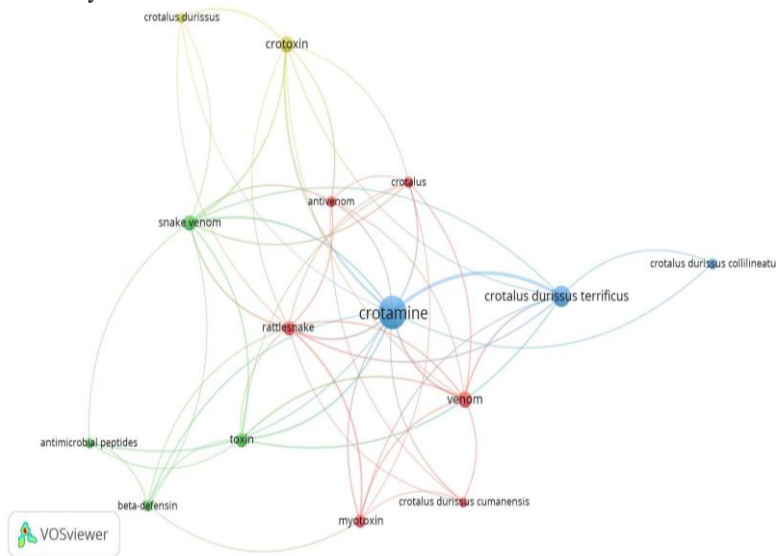 crotalus durissus
crotoxin
crotalus
antivenom
snake venom
crotalus durissus collilineatu
crotalus durissus terrificus
crotamine
rattlesnake
venom
toxin
antimicrobial peptides
crotalus durissus cumanensis
beta-defensin
myotoxin
VOSviewer